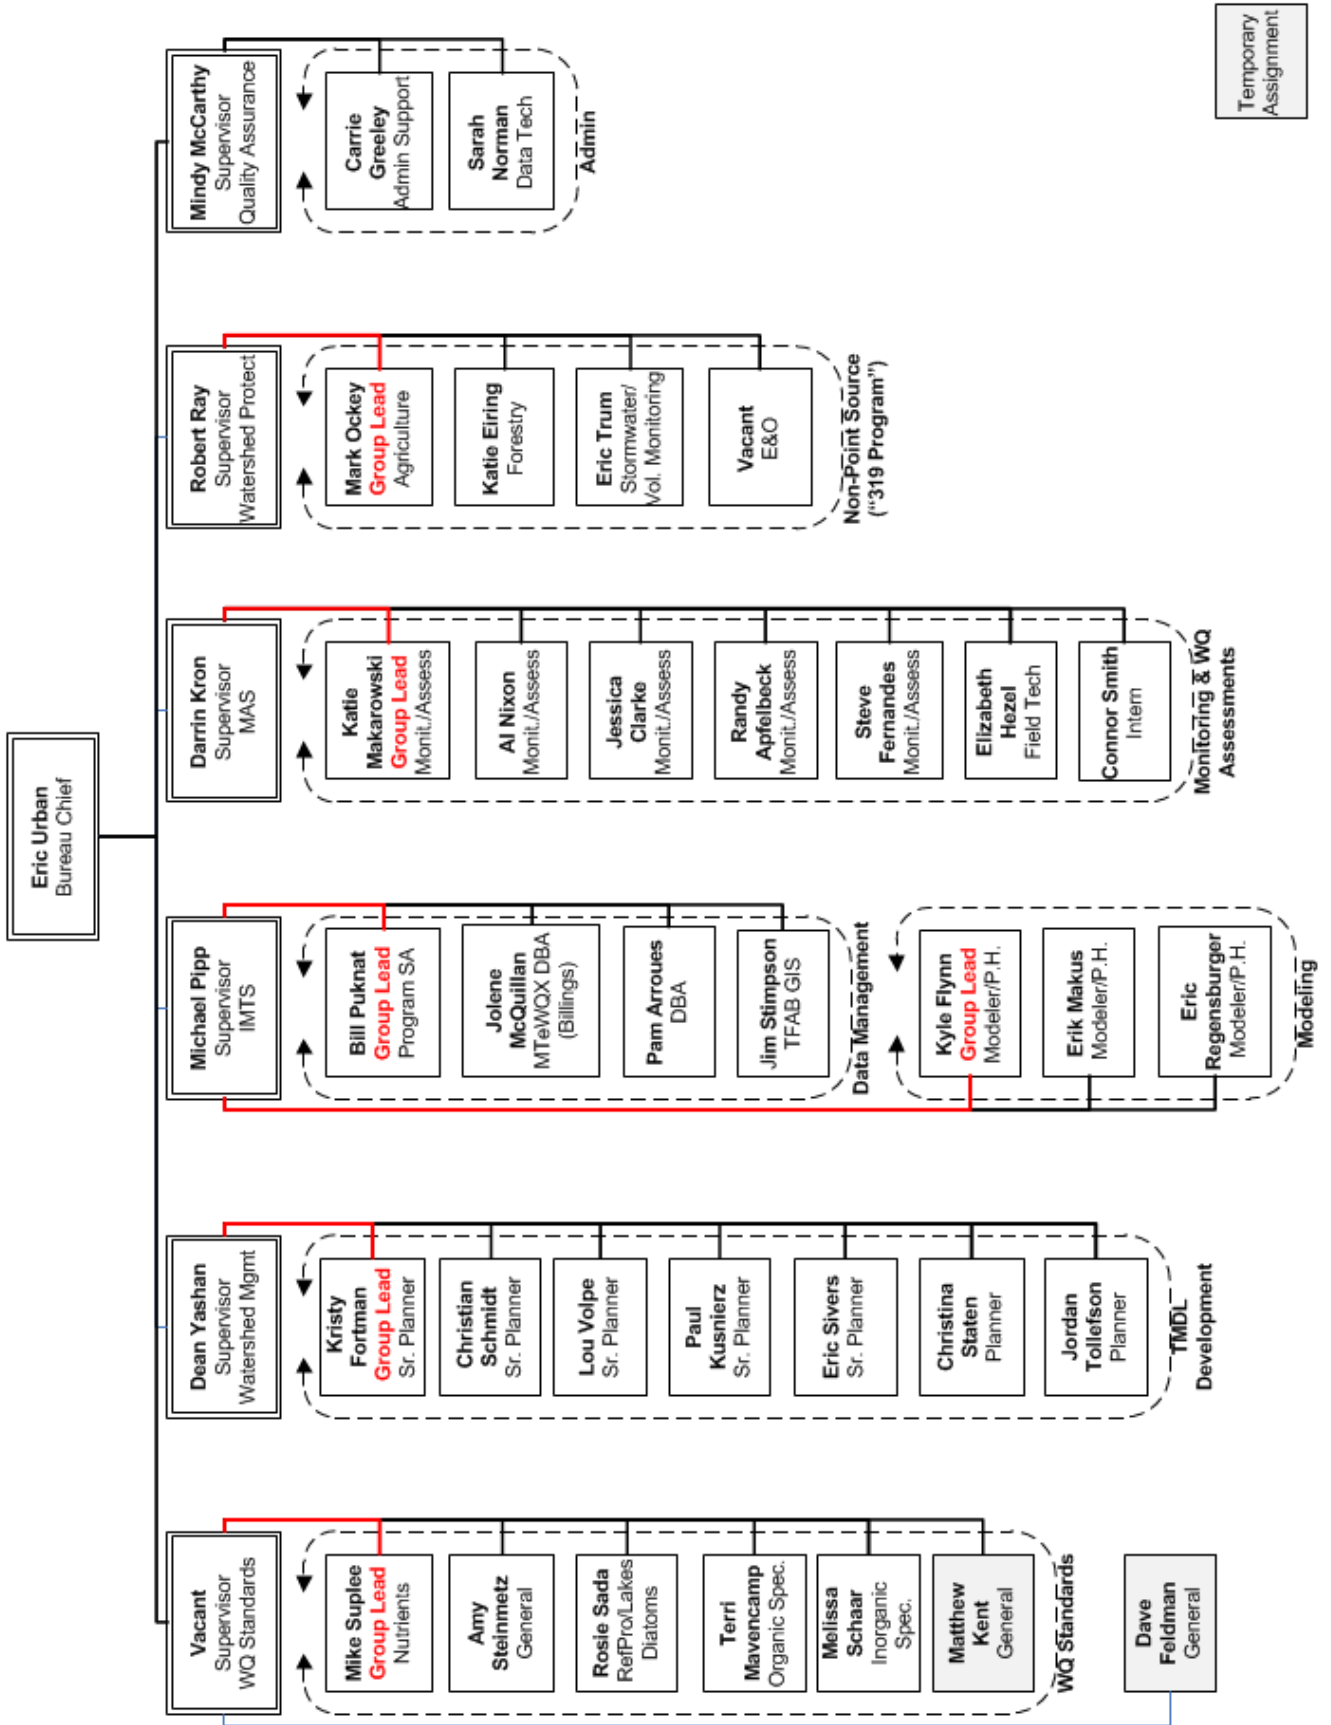 Eric Urban
Bureau Chief
Vacant
Supervisor
WQ Standards
Mike Suplee
Group Lead
Nutrients
Amy
Steinmetz
General
Rosie Sada
RefPro/Lakes
Diatoms
Terri
Mavencamp
Organic Spec.
Melissa
Schaar
Inorganic
Spec.
Matthew
Kent
General
WQ Standards
Dave
Feldman
General
Dean Yashan
Supervisor
Watershed Mgmt
Kristy
Fortman
Group Lead
Sr. Planner
Christian
Schmidt
Sr. Planner
Lou Volpe
Sr. Planner
Paul
Kusnierz
Sr. Planner
Eric Sivers
Sr. Planner
Christina
Staten
Planner
Jordan
Tollefson
Planner
TMDL
Development
Michael Pipp
Supervisor
IMTS
Bill Puknat
Group Lead
Program SA
Jolene
McQuillan
MTeWQX DBA
(Billings)
Pam Arroues
DBA
Jim Stimpson
TFAB GIS
Data Management
Kyle Flynn
Group Lead
Modeler/P.H.
Erik Makus
Modeler/P.H.
Eric
Regensburger
Modeler/P.H.
Modeling
Darrin Kron
Supervisor
MAS
Katie
Makarowski
Group Lead
Monit./Assess
Al Nixon
Monit./Assess
Jessica
Clarke
Monit./Assess
Randy
Apfelbeck
Monit./Assess
Steve
Fernandes
Monit./Assess
Elizabeth
Hezel
Field Tech
Connor Smith
Intern
Monitoring & WQ
Assessments
Robert Ray
Supervisor
Watershed Protect
Mark Ockey
Group Lead
Agriculture
Katie Eiring
Forestry
Eric Trum
Stormwater/
Vol. Monitoring
Vacant
E&O
Non-Point Source
("319 Program")
Mindy McCarthy
Supervisor
Quality Assurance
Carrie
Greeley
Admin Support
Sarah
Norman
Data Tech
Admin
Temporary
Assignment